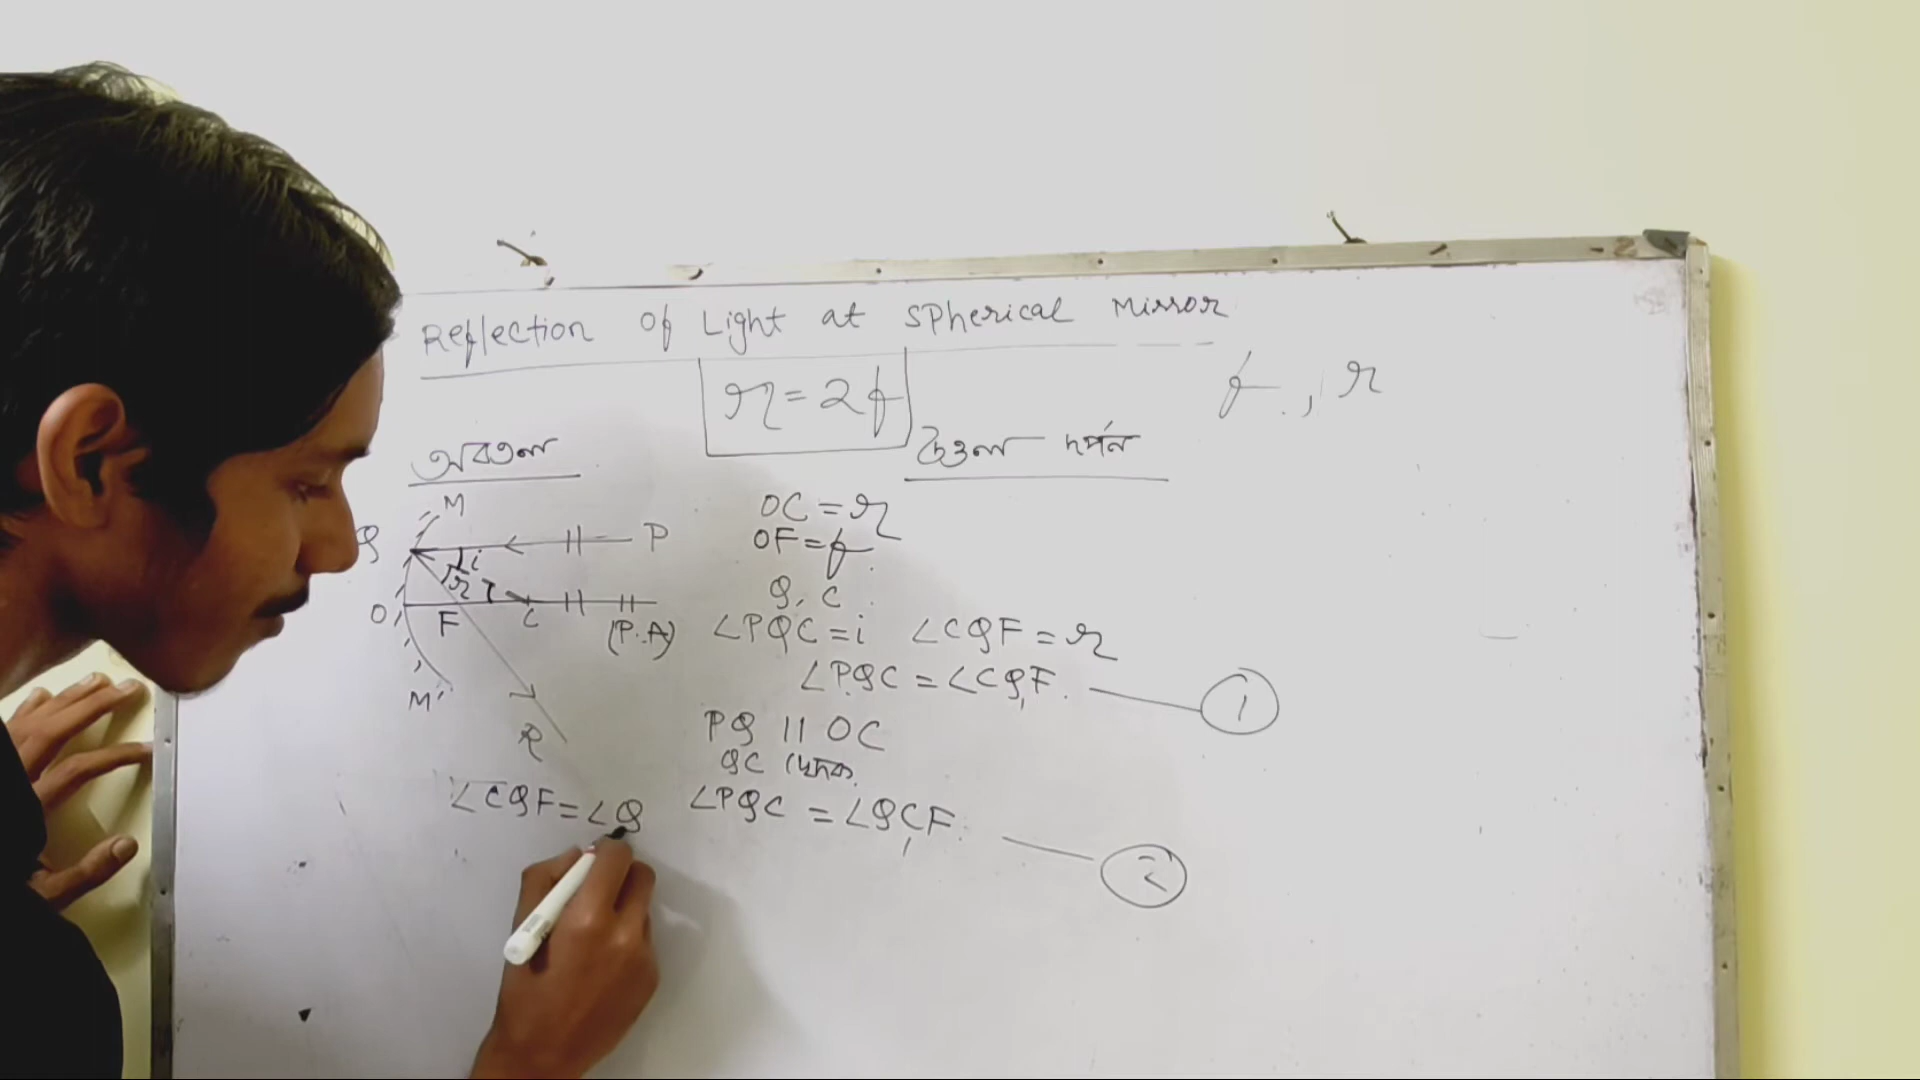 Reflection Of Light at Spherical Mirror
r = 2f
f , r
অবতল
উত্তল দর্পন
M
Q
i
P
r
O
F
C
(P.A)
M'
R
OC = r
OF = f
Q, C
∠PQC = i ∠CQF = r
∠PQC = ∠CQF. 1
PQ || OC
QC ছেদক
∠CQF = ∠Q
∠PQC = ∠QCF. 2